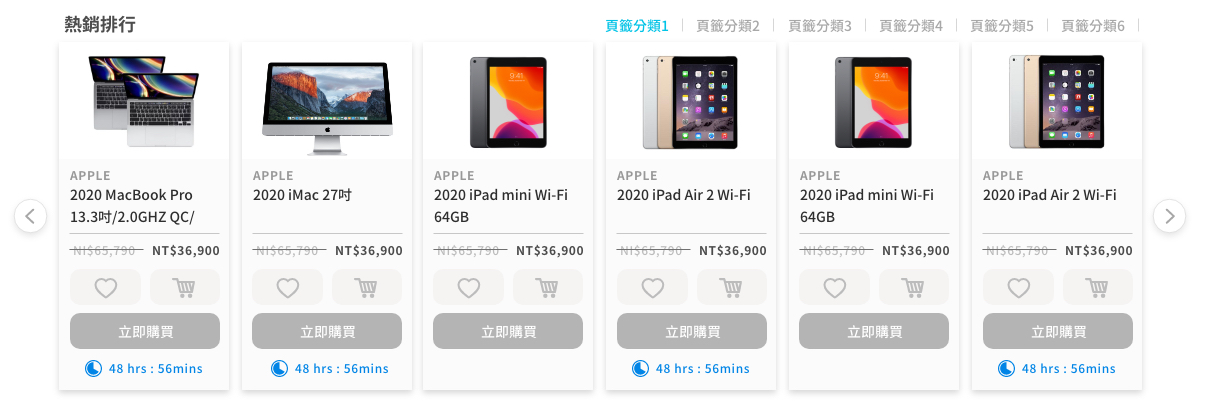 熱銷排行
頁籤分類1
頁籤分類2
頁籤分類3
頁籤分類4
頁籤分類5
頁籤分類6
APPLE
2020 MacBook Pro
13.3吋/2.0GHZ QC/
NT$65,790
NT$36,900
立即購買
48 hrs : 56mins
APPLE
2020 iMac 27吋
NT$65,790
NT$36,900
立即購買
48 hrs : 56mins
APPLE
2020 iPad mini Wi-Fi
64GB
NT$65,790
NT$36,900
立即購買
APPLE
2020 iPad Air 2 Wi-Fi
NT$65,790
NT$36,900
立即購買
48 hrs : 56mins
APPLE
2020 iPad mini Wi-Fi
64GB
NT$65,790
NT$36,900
立即購買
APPLE
2020 iPad Air 2 Wi-Fi
NT$65,790
NT$36,900
立即購買
48 hrs : 56mins